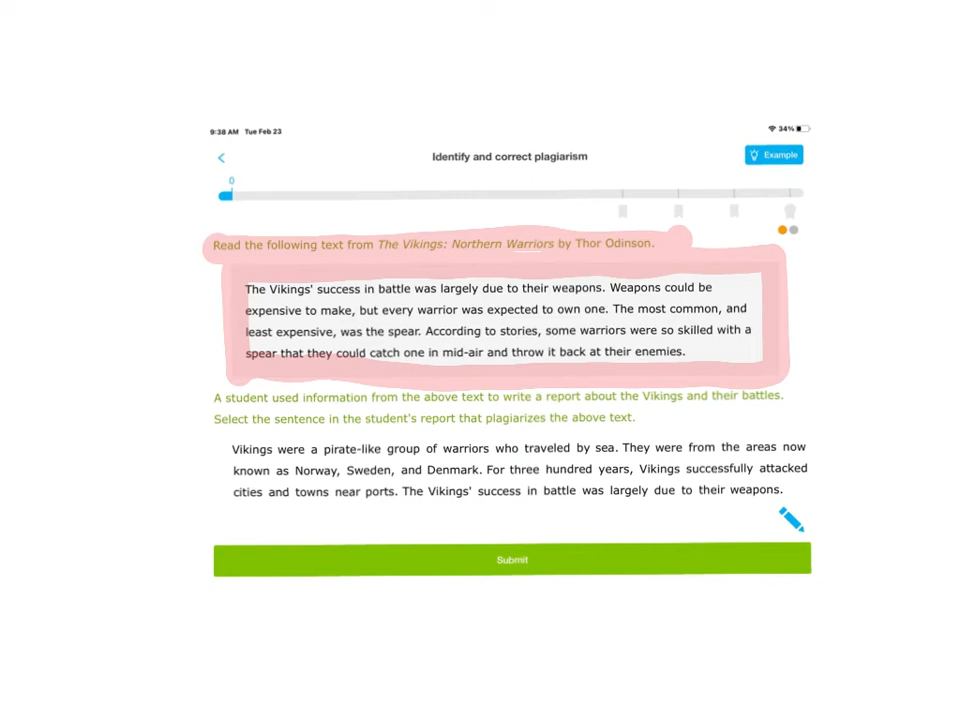 9:38 AM Tue Feb 23
34%
Identify and correct plagiarism
Example
0
Read the following text from The Vikings: Northern Warriors by Thor Odinson.
The Vikings' success in battle was largely due to their weapons. Weapons could be
expensive to make, but every warrior was expected to own one. The most common, and
least expensive, was the spear. According to stories, some warriors were so skilled with a
spear that they could catch one in mid-air and throw it back at their enemies.
A student used information from the above text to write a report about the Vikings and their battles.
Select the sentence in the student's report that plagiarizes the above text.
Vikings were a pirate-like group of warriors who traveled by sea. They were from the areas now
known as Norway, Sweden, and Denmark. For three hundred years, Vikings successfully attacked
cities and towns near ports. The Vikings' success in battle was largely due to their weapons.
Submit